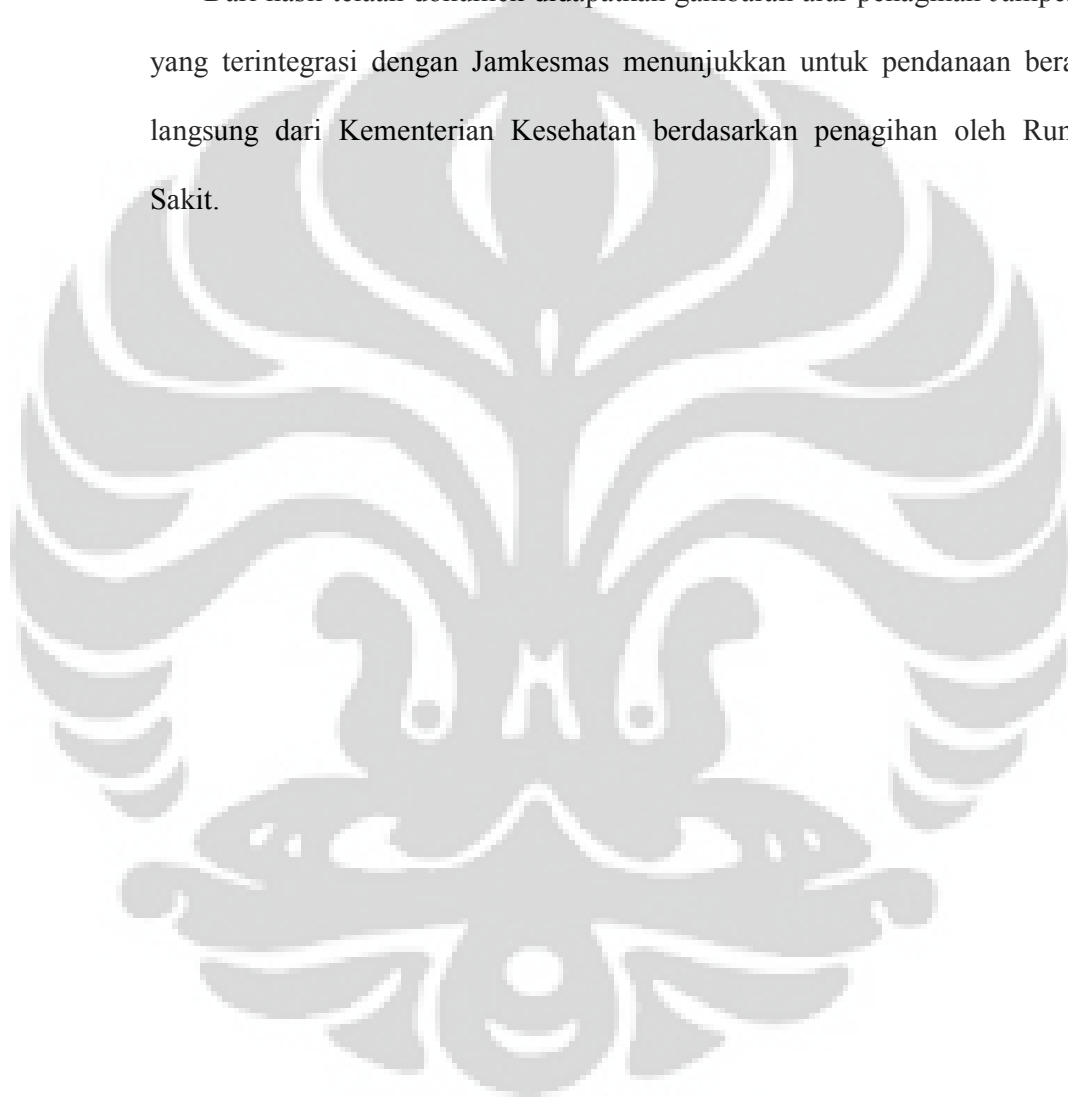 yang terintegrasi dengan Jamkesmas menunjukkan untuk pendanaan
langsung dari Kementerian Kesehatan berdasarkan penagihan oleh
Sakit.